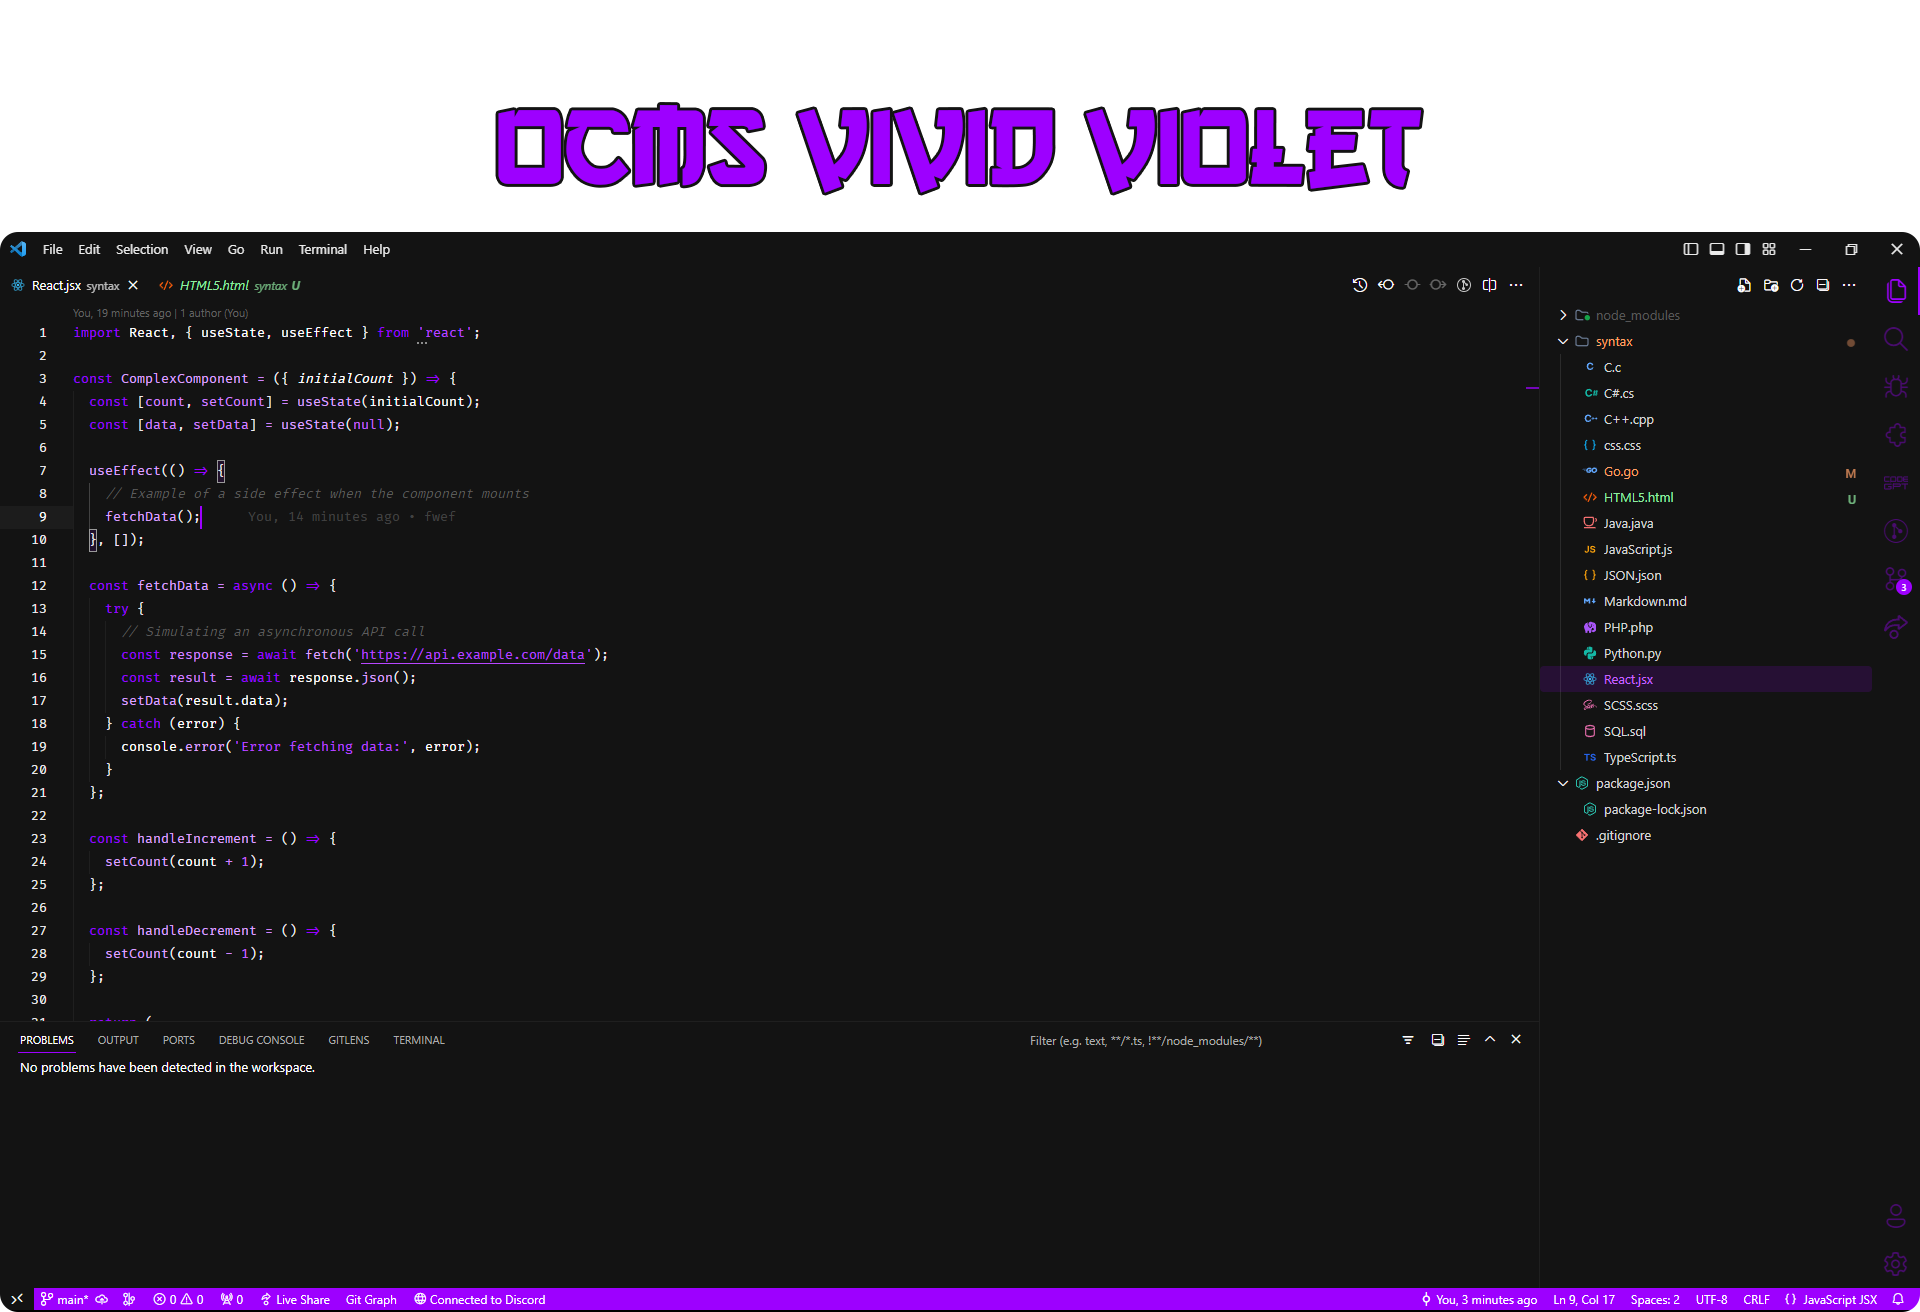 OCMS VIVID VIOLET
File Edit Selection View Go Run Terminal Help
React.jsx syntax
HTML5.html syntax U
You, 19 minutes ago | 1 author (You)
1 import React, { useState, useEffect } from 'react';
2
3 const ComplexComponent = ({ initialCount }) => {
4 const [count, setCount] = useState(initialCount);
5 const [data, setData] = useState(null);
6
7 useEffect(() => {
8 // Example of a side effect when the component mounts
9 fetchData(); You, 14 minutes ago • fwef
10 }, []);
11
12 const fetchData = async () => {
13 try {
14 // Simulating an asynchronous API call
15 const response = await fetch('https://api.example.com/data');
16 const result = await response.json();
17 setData(result.data);
18 } catch (error) {
19 console.error('Error fetching data:', error);
20 }
21 };
22
23 const handleIncrement = () => {
24 setCount(count + 1);
25 };
26
27 const handleDecrement = () => {
28 setCount(count - 1);
29 };
30
31 return (
node_modules
syntax
C C.c
C# C#.cs
C++ C++.cpp
{ } css.css
GO Go.go M
</> HTML5.html U
Java.java
JS JavaScript.js
{ } JSON.json
M↓ Markdown.md
PHP.php
Python.py
React.jsx
SCSS.scss
SQL.sql
TS TypeScript.ts
package.json
package-lock.json
.gitignore
CODE
GPT
3
PROBLEMS OUTPUT PORTS DEBUG CONSOLE GITLENS TERMINAL
Filter (e.g. text, **/*.ts, !**/node_modules/**)
No problems have been detected in the workspace.
main* 0 0 0 Live Share Git Graph Connected to Discord
You, 3 minutes ago Ln 9, Col 17 Spaces: 2 UTF-8 CRLF { } JavaScript JSX